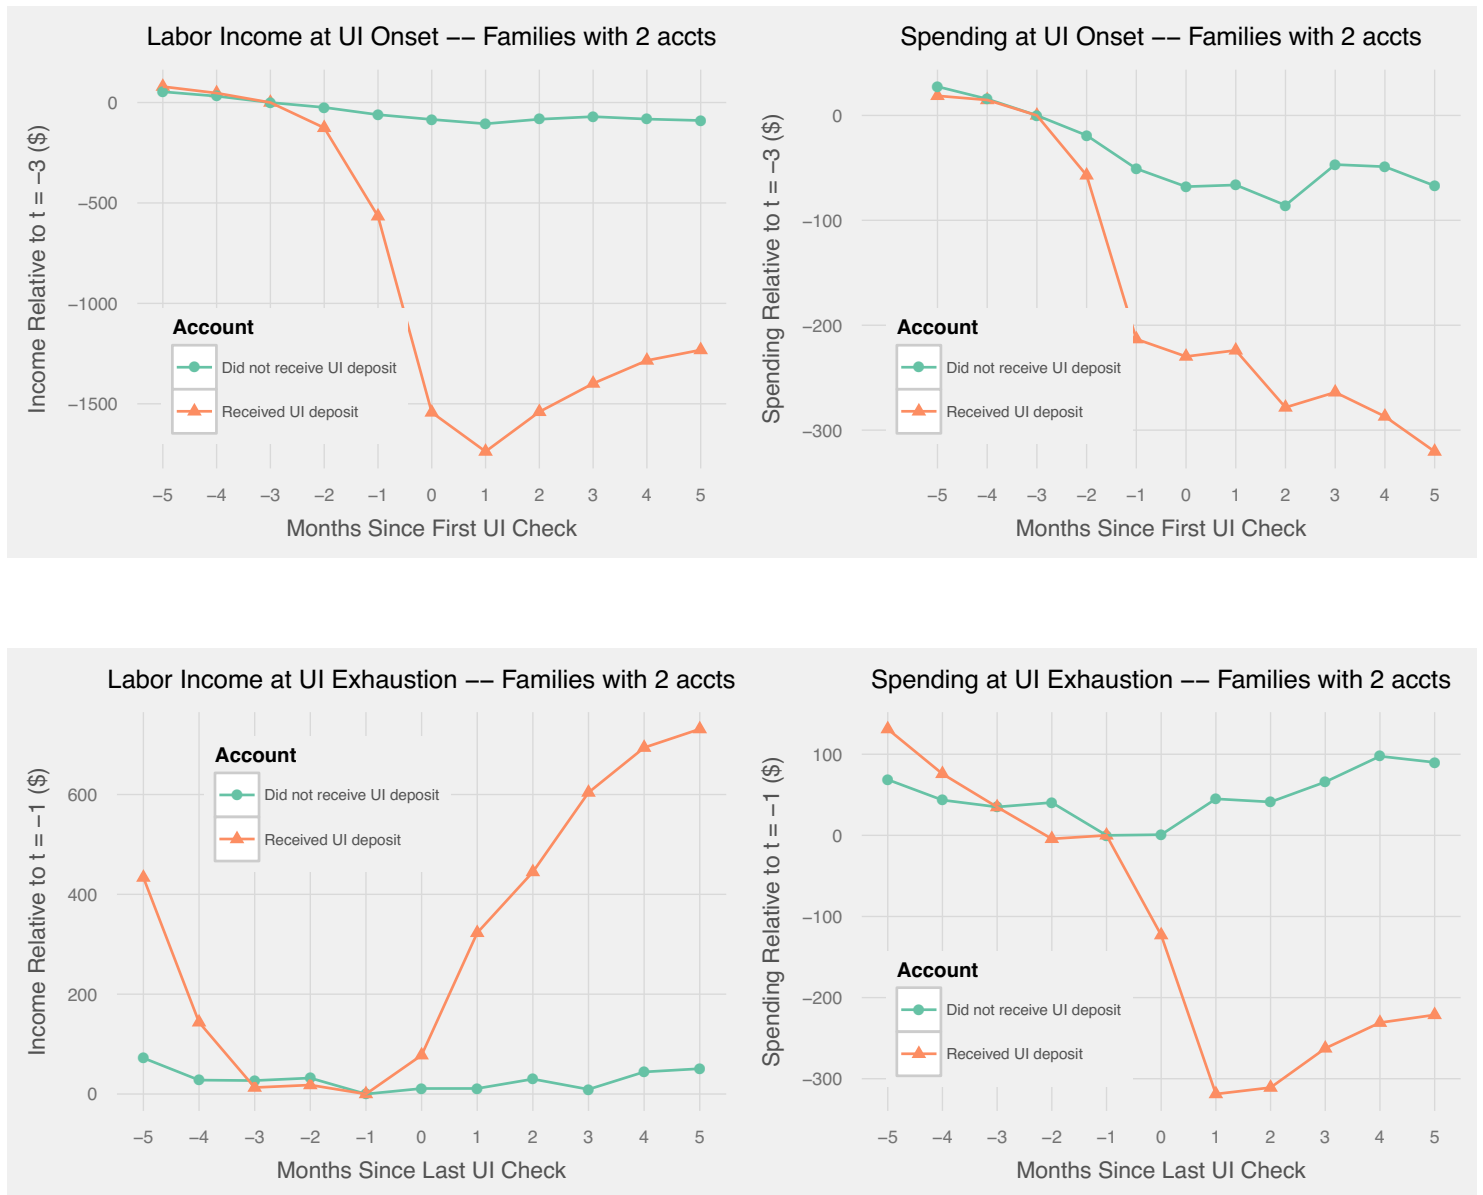 Labor Income at UI Onset −− Families with 2 accts
Income Relative to t = −3 ($)
0
−500
−1000
−1500
Account
Did not receive UI deposit
Received UI deposit
−5 −4 −3 −2 −1 0 1 2 3 4 5
Months Since First UI Check
Spending at UI Onset −− Families with 2 accts
Spending Relative to t = −3 ($)
0
−100
−200
−300
Account
Did not receive UI deposit
Received UI deposit
−5 −4 −3 −2 −1 0 1 2 3 4 5
Months Since First UI Check
Labor Income at UI Exhaustion −− Families with 2 accts
Income Relative to t = −1 ($)
600
400
200
0
Account
Did not receive UI deposit
Received UI deposit
−5 −4 −3 −2 −1 0 1 2 3 4 5
Months Since Last UI Check
Spending at UI Exhaustion −− Families with 2 accts
Spending Relative to t = −1 ($)
100
0
−100
−200
−300
Account
Did not receive UI deposit
Received UI deposit
−5 −4 −3 −2 −1 0 1 2 3 4 5
Months Since Last UI Check